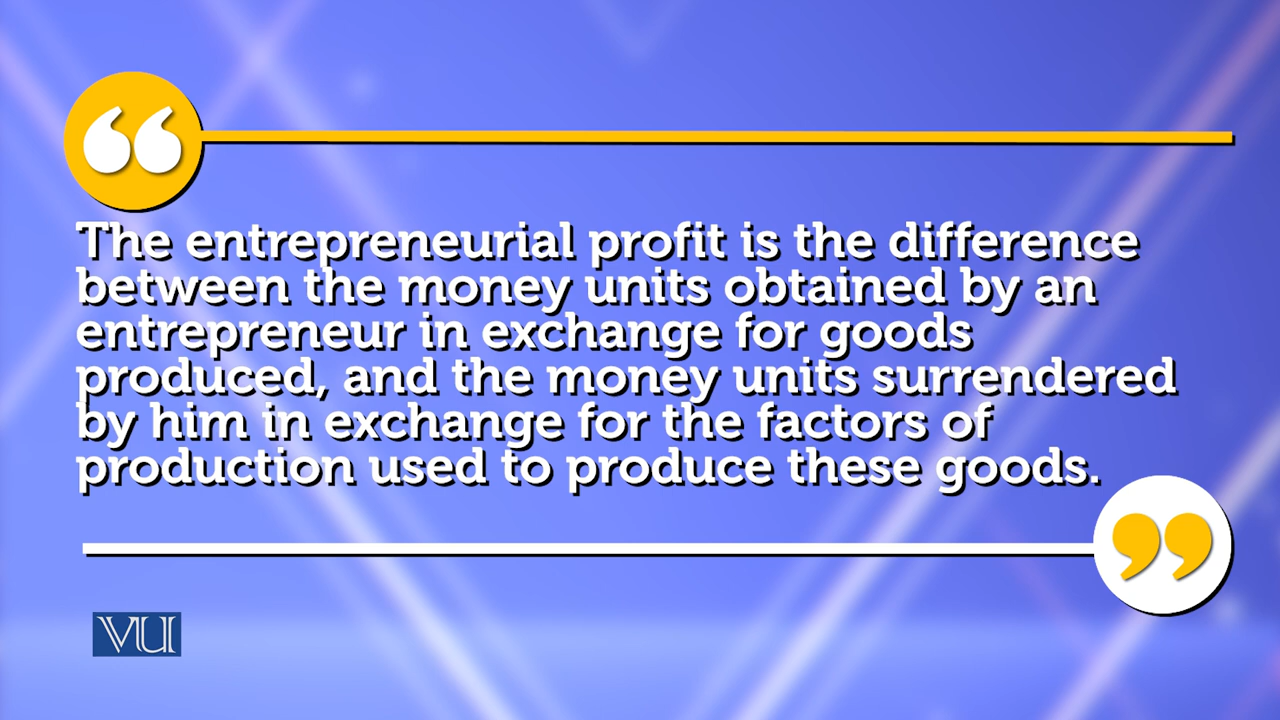 “
The entrepreneurial profit is the difference
between the money units obtained by an
entrepreneur in exchange for goods
produced, and the money units surrendered
by him in exchange for the factors of
production used to produce these goods.
”
VU